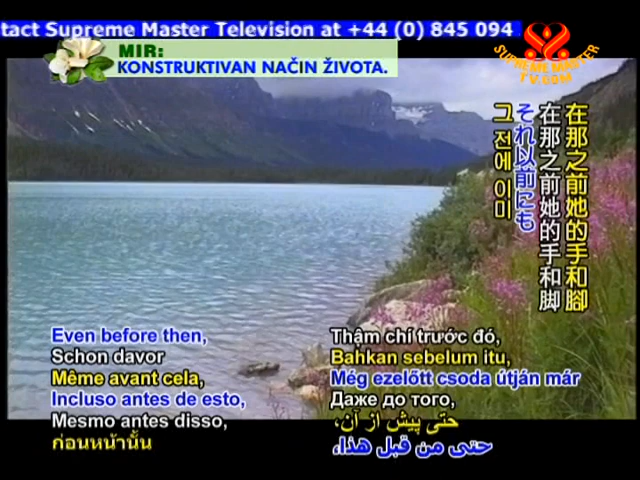 tact Supreme Master Television at +44 (0) 845 094
MIR:
KONSTRUKTIVAN NAČIN ŽIVOTA.
SUPREME MASTER
TV.COM
在那之前她的手和腳
在那之前她的手和脚
それ以前にも
그 전에 이미
Even before then,
Schon davor
Même avant cela,
Incluso antes de esto,
Mesmo antes disso,
ก่อนหน้านั้น
Thậm chí trước đó,
Bahkan sebelum itu,
Még ezelőtt csoda útján már
Даже до того,
حتی پیش از آن،
حتى من قبل هذا،